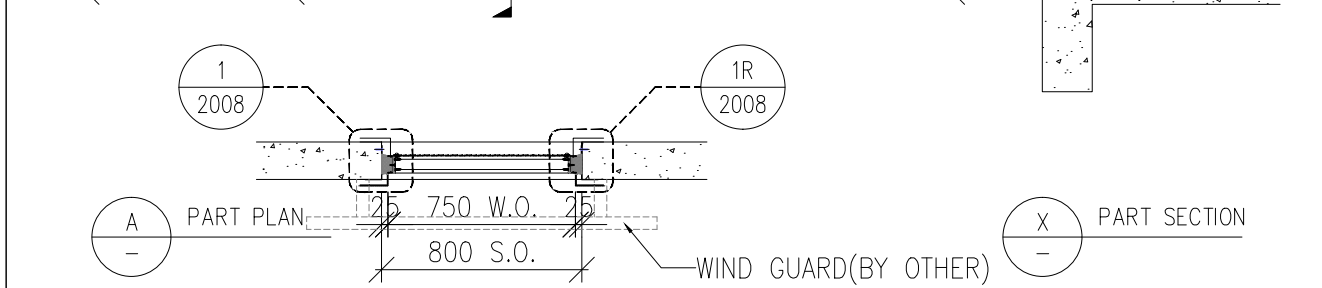 1
2008
1R
2008
25 750 W.O. 25
A
-
PART PLAN
800 S.O.
WIND GUARD(BY OTHER)
X
-
PART SECTION